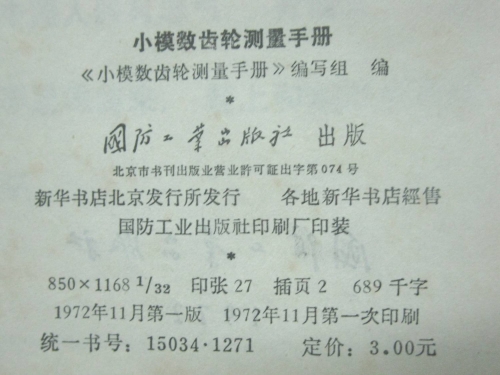 小模数齿轮测量手册
《小模数齿轮测量手册》编写组 编
*
国防工业出版社 出版
北京市书刊出版业营业許可証出字第074号
新华书店北京发行所发行 各地新华书店經售
国防工业出版社印刷厂印装
*
850×1168 1/32 印张27 插页2 689千字
1972年11月第一版 1972年11月第一次印刷
统一书号：15034·1271 定价：3.00元